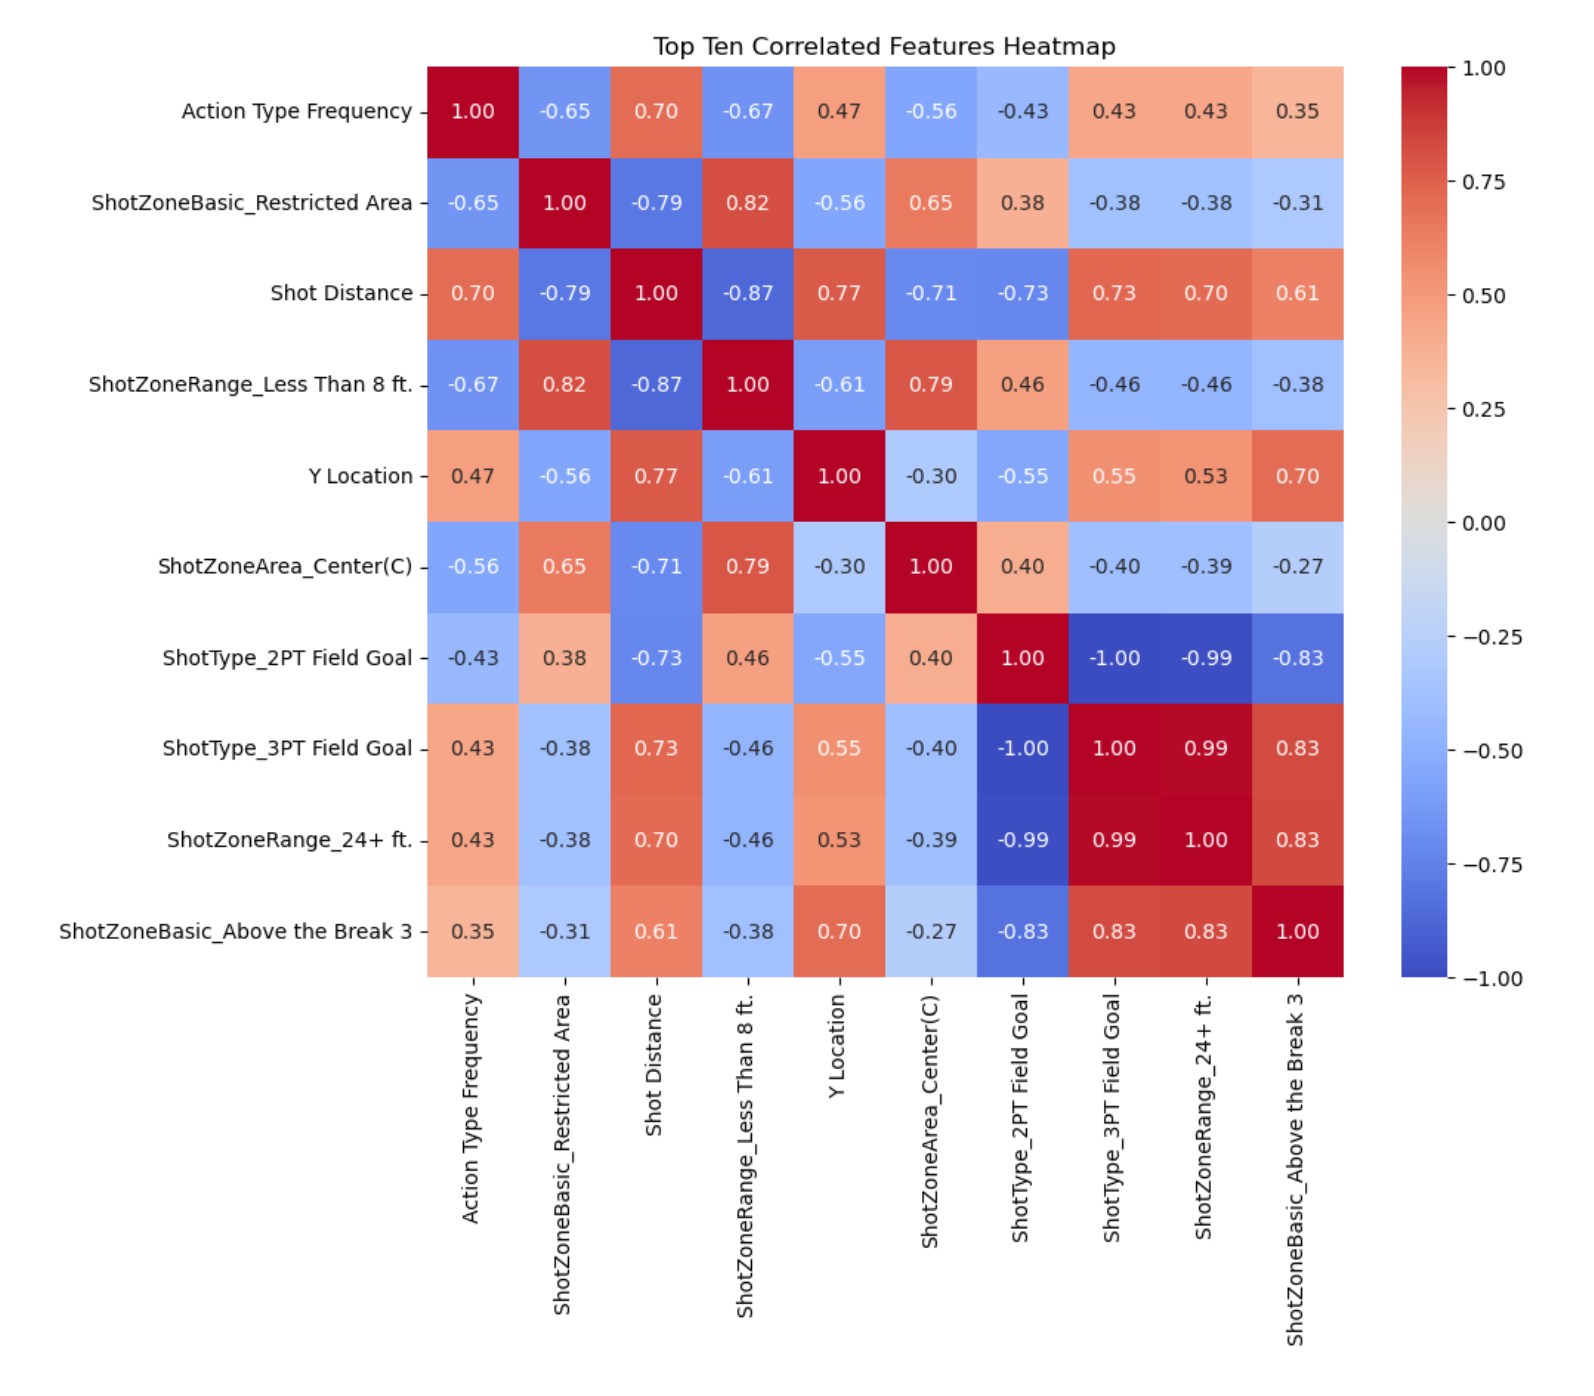 Top Ten Correlated Features Heatmap
Action Type Frequency 1.00 -0.65 0.70 -0.67 0.47 -0.56 -0.43 0.43 0.43 0.35
ShotZoneBasic_Restricted Area -0.65 1.00 -0.79 0.82 -0.56 0.65 0.38 -0.38 -0.38 -0.31
Shot Distance 0.70 -0.79 1.00 -0.87 0.77 -0.71 -0.73 0.73 0.70 0.61
ShotZoneRange_Less Than 8 ft. -0.67 0.82 -0.87 1.00 -0.61 0.79 0.46 -0.46 -0.46 -0.38
Y Location 0.47 -0.56 0.77 -0.61 1.00 -0.30 -0.55 0.55 0.53 0.70
ShotZoneArea_Center(C) -0.56 0.65 -0.71 0.79 -0.30 1.00 0.40 -0.40 -0.39 -0.27
ShotType_2PT Field Goal -0.43 0.38 -0.73 0.46 -0.55 0.40 1.00 -1.00 -0.99 -0.83
ShotType_3PT Field Goal 0.43 -0.38 0.73 -0.46 0.55 -0.40 -1.00 1.00 0.99 0.83
ShotZoneRange_24+ ft. 0.43 -0.38 0.70 -0.46 0.53 -0.39 -0.99 0.99 1.00 0.83
ShotZoneBasic_Above the Break 3 0.35 -0.31 0.61 -0.38 0.70 -0.27 -0.83 0.83 0.83 1.00
Action Type Frequency
ShotZoneBasic_Restricted Area
Shot Distance
ShotZoneRange_Less Than 8 ft.
Y Location
ShotZoneArea_Center(C)
ShotType_2PT Field Goal
ShotType_3PT Field Goal
ShotZoneRange_24+ ft.
ShotZoneBasic_Above the Break 3
1.00
0.75
0.50
0.25
0.00
−0.25
−0.50
−0.75
−1.00